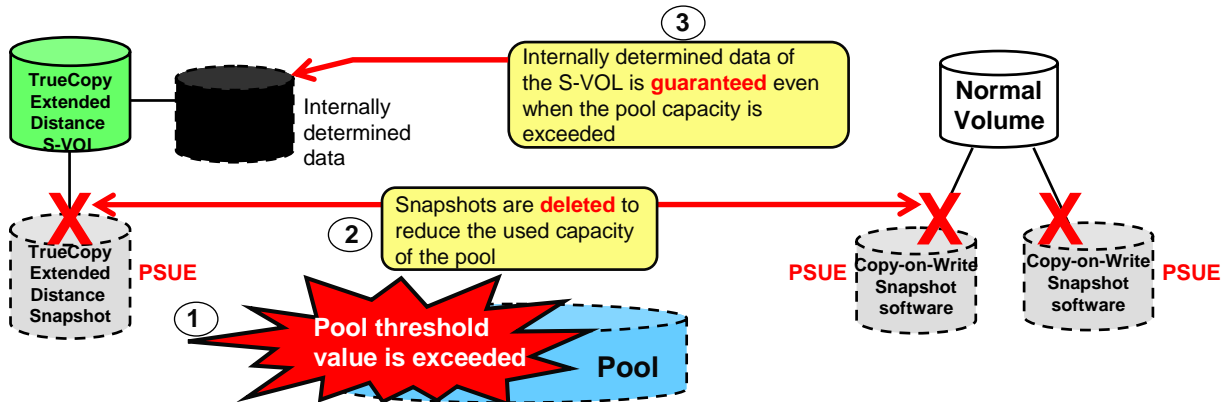 3
TrueCopy
Extended
Distance
S-VOL
Internally
determined
data
Internally determined data of
the S-VOL is guaranteed even
when the pool capacity is
exceeded
Normal
Volume
2
Snapshots are deleted to
reduce the used capacity
of the pool
TrueCopy
Extended
Distance
Snapshot
PSUE
PSUE
Copy-on-Write
Snapshot
software
Copy-on-Write
Snapshot
software
PSUE
1
Pool threshold
value is exceeded
Pool